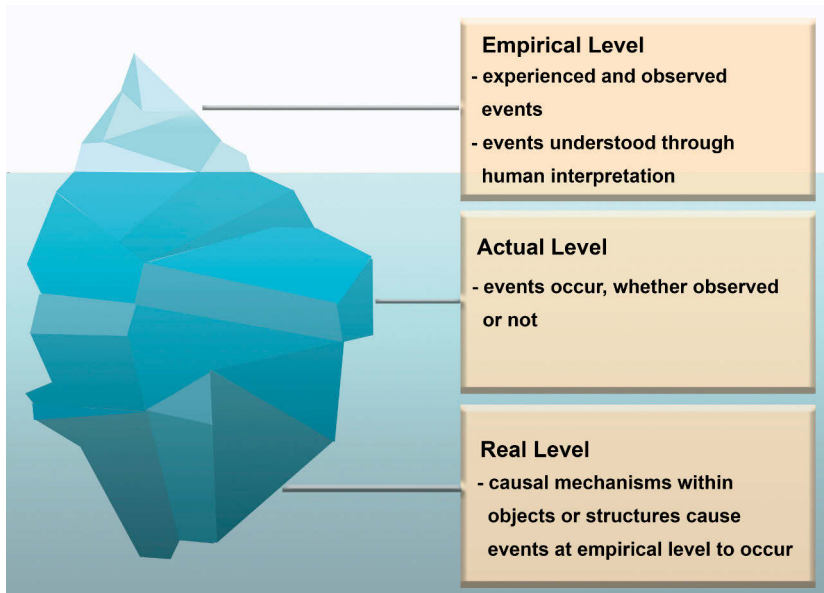 Empirical Level
- experienced and observed
events
- events understood through
human interpretation
Actual Level
- events occur, whether observed
or not
Real Level
- causal mechanisms within
objects or structures cause
events at empirical level to occur